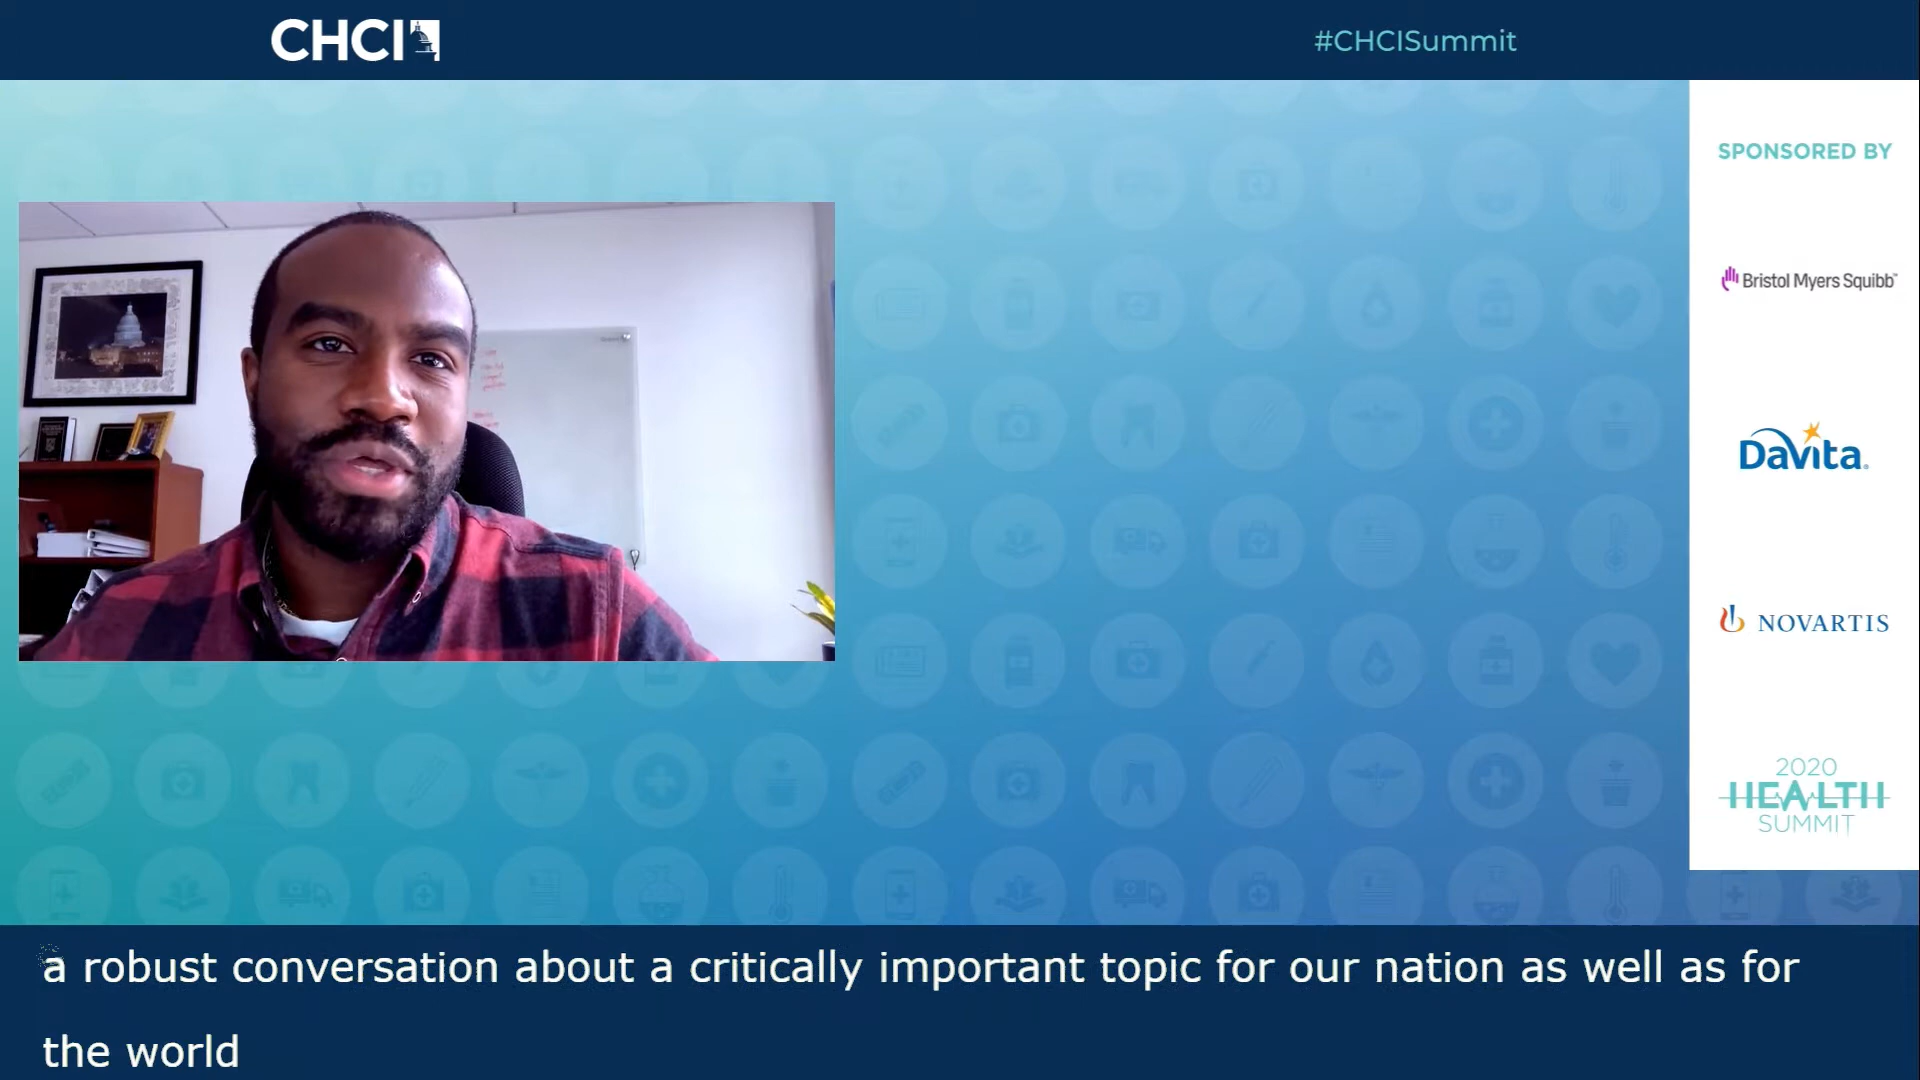 CHCI
#CHCISummit
SPONSORED BY
Bristol Myers Squibb™
DaVita®
NOVARTIS
2020
HEALTH
SUMMIT
a robust conversation about a critically important topic for our nation as well as for
the world